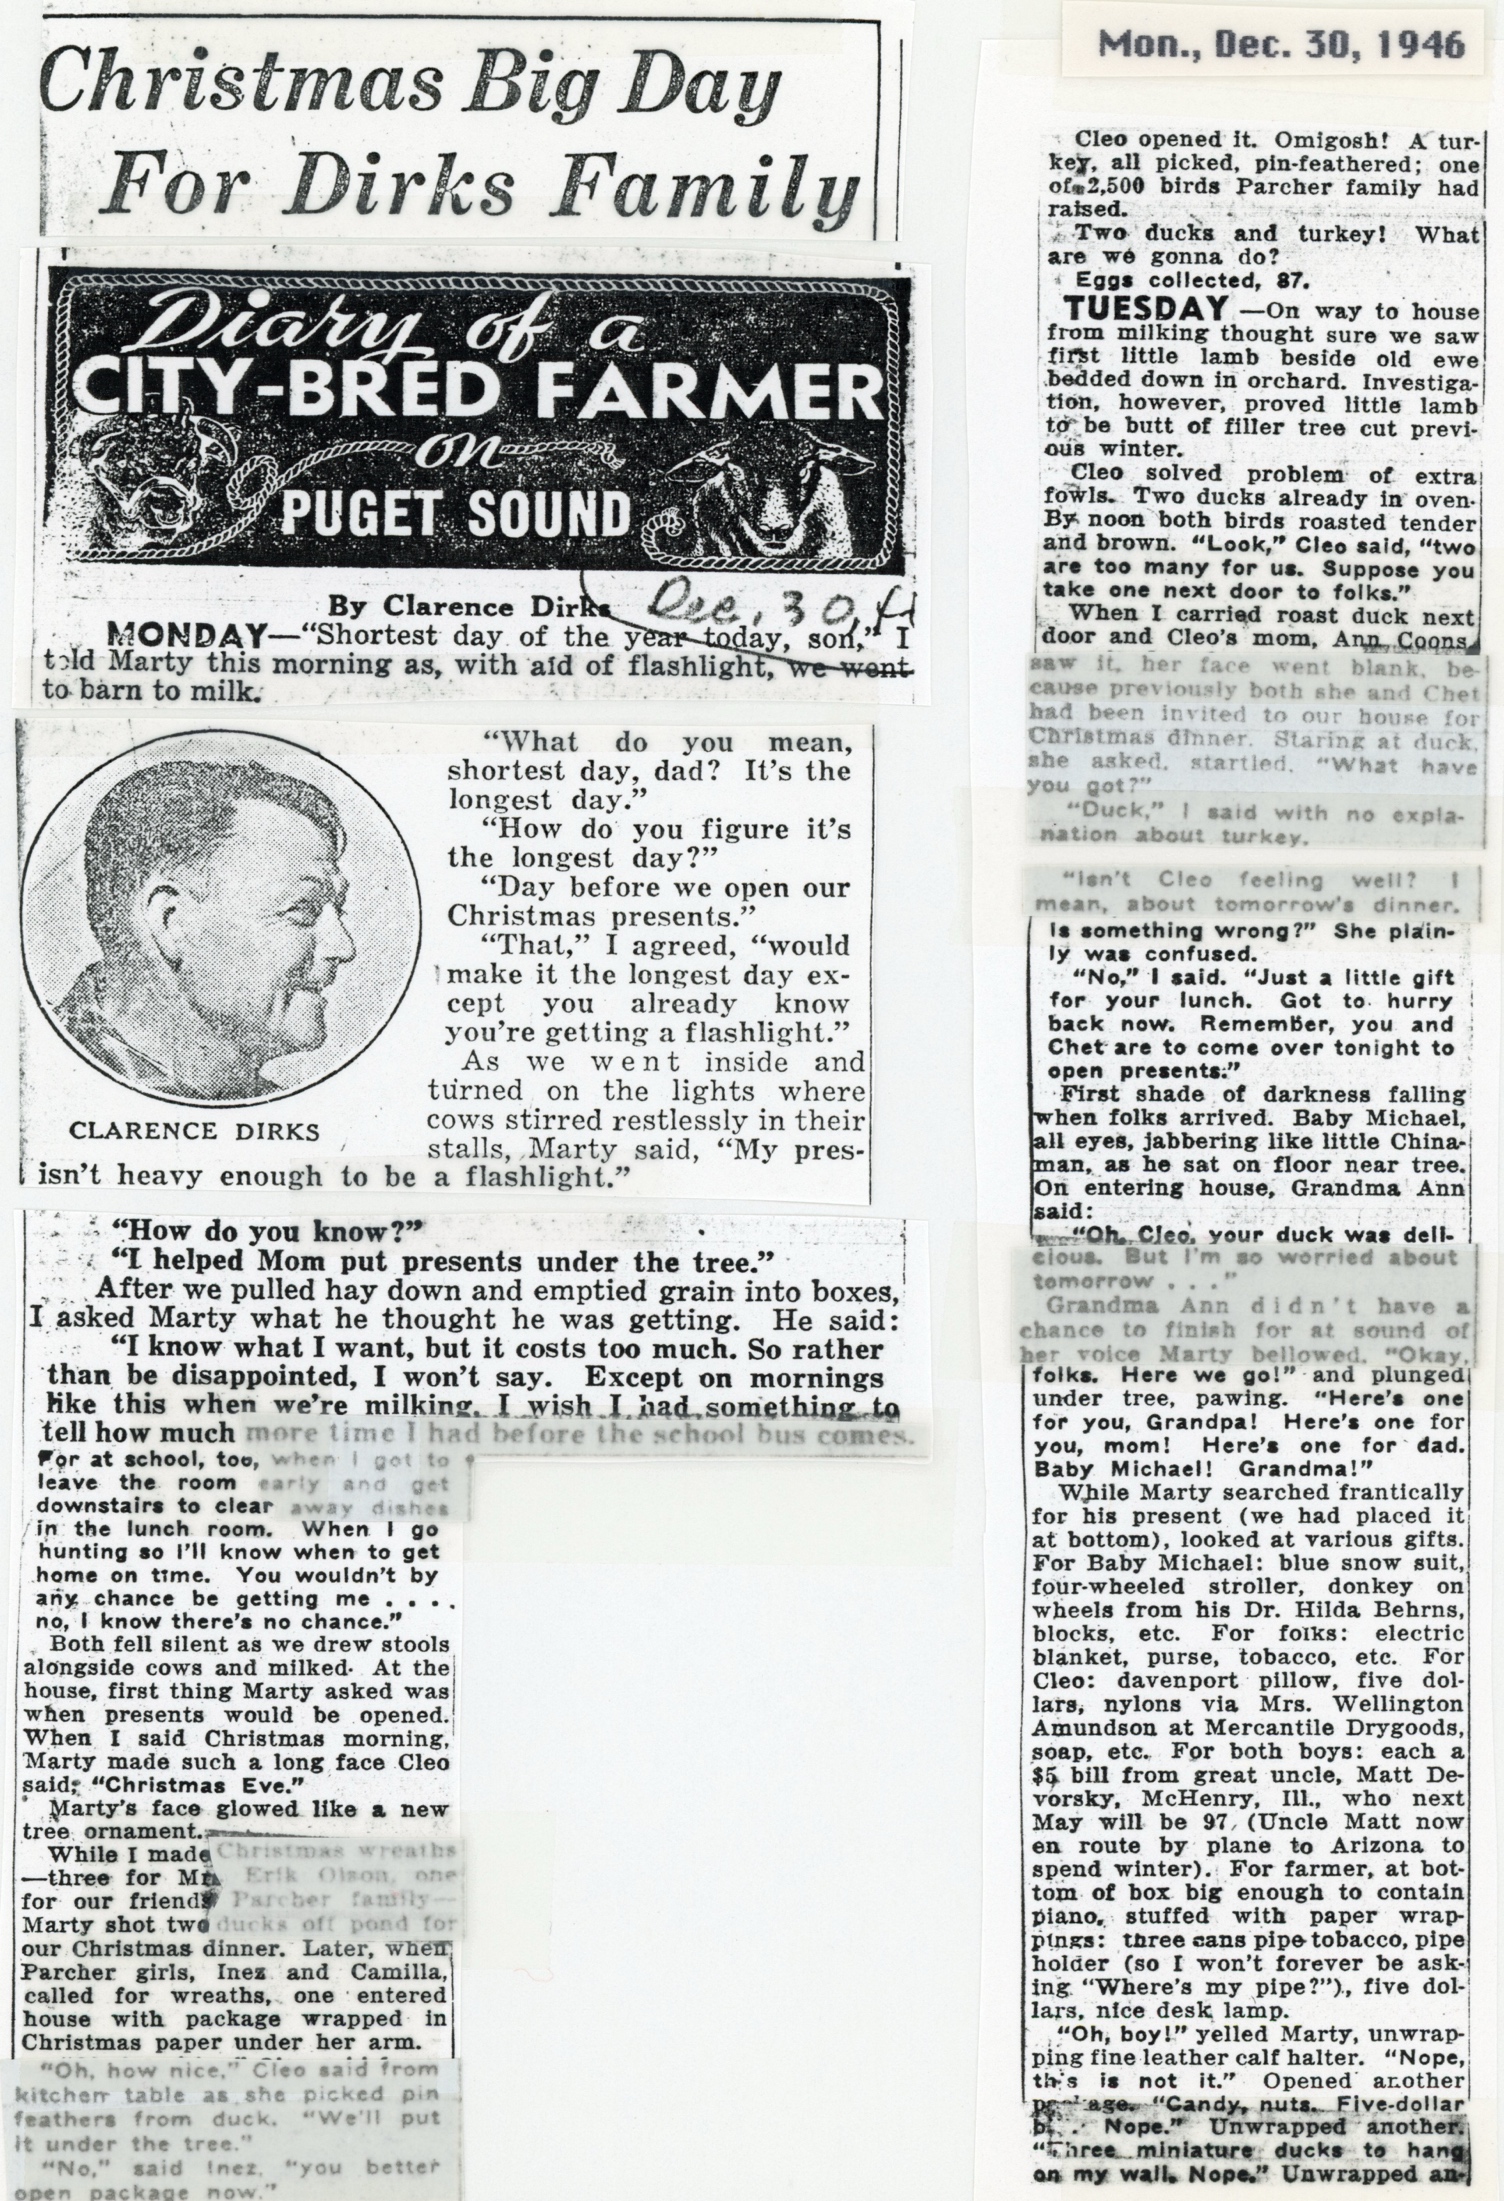 Christmas Big Day
For Dirks Family
Diary of a
CITY-BRED FARMER
on
PUGET SOUND
By Clarence Dirks
Dec. 30,
MONDAY—“Shortest day of the year today, son,” I
told Marty this morning as, with aid of flashlight, we went
to barn to milk.
“What do you mean,
shortest day, dad? It's the
longest day.”
“How do you figure it's
the longest day?”
“Day before we open our
Christmas presents.”
“That,” I agreed, “would
make it the longest day ex-
cept you already know
you're getting a flashlight.”
As we went inside and
turned on the lights where
cows stirred restlessly in their
stalls, Marty said, “My pres-
isn't heavy enough to be a flashlight.”
CLARENCE DIRKS
“How do you know?”
“I helped Mom put presents under the tree.”
After we pulled hay down and emptied grain into boxes,
I asked Marty what he thought he was getting. He said:
“I know what I want, but it costs too much. So rather
than be disappointed, I won't say. Except on mornings
like this when we're milking, I wish I had something to
tell how much more time I had before the school bus comes.
For at school, too, when I got to
leave the room early and get
downstairs to clear away dishes
in the lunch room. When I go
hunting so I'll know when to get
home on time. You wouldn't by
any chance be getting me . . . .
no, I know there's no chance.”
Both fell silent as we drew stools
alongside cows and milked. At the
house, first thing Marty asked was
when presents would be opened.
When I said Christmas morning,
Marty made such a long face Cleo
said; “Christmas Eve.”
Marty's face glowed like a new
tree ornament.
While I made Christmas wreaths
—three for Mr. Erik Olson, one
for our friends Parcher family—
Marty shot two ducks off pond for
our Christmas dinner. Later, when
Parcher girls, Inez and Camilla,
called for wreaths, one entered
house with package wrapped in
Christmas paper under her arm.
“Oh, how nice,” Cleo said from
kitchen table as she picked pin
feathers from duck. “We'll put
it under the tree.”
“No,” said Inez, “you better
open package now.”
Mon., Dec. 30, 1946
Cleo opened it. Omigosh! A tur-
key, all picked, pin-feathered; one
of 2,500 birds Parcher family had
raised.
Two ducks and turkey! What
are we gonna do?
Eggs collected, 87.
TUESDAY—On way to house
from milking thought sure we saw
first little lamb beside old ewe
bedded down in orchard. Investiga-
tion, however, proved little lamb
to be butt of filler tree cut previ-
ous winter.
Cleo solved problem of extra
fowls. Two ducks already in oven.
By noon both birds roasted tender
and brown. “Look,” Cleo said, “two
are too many for us. Suppose you
take one next door to folks.”
When I carried roast duck next
door and Cleo's mom, Ann Coons,
saw it, her face went blank, be-
cause previously both she and Chet
had been invited to our house for
Christmas dinner. Staring at duck,
she asked, startled, “What have
you got?”
“Duck,” I said with no expla-
nation about turkey.
“Isn't Cleo feeling well? I
mean, about tomorrow's dinner.
Is something wrong?” She plain-
ly was confused.
“No,” I said. “Just a little gift
for your lunch. Got to hurry
back now. Remember, you and
Chet are to come over tonight to
open presents.”
First shade of darkness falling
when folks arrived. Baby Michael,
all eyes, jabbering like little China-
man, as he sat on floor near tree.
On entering house, Grandma Ann
said:
“Oh, Cleo, your duck was deli-
cious. But I'm so worried about
tomorrow . . .”
Grandma Ann didn't have a
chance to finish for at sound of
her voice Marty bellowed, “Okay,
folks. Here we go!” and plunged
under tree, pawing. “Here's one
for you, Grandpa! Here's one for
you, mom! Here's one for dad.
Baby Michael! Grandma!”
While Marty searched frantically
for his present (we had placed it
at bottom), looked at various gifts.
For Baby Michael: blue snow suit,
four-wheeled stroller, donkey on
wheels from his Dr. Hilda Behrns,
blocks, etc. For folks: electric
blanket, purse, tobacco, etc. For
Cleo: davenport pillow, five dol-
lars, nylons via Mrs. Wellington
Amundson at Mercantile Drygoods,
soap, etc. For both boys: each a
$5 bill from great uncle, Matt De-
vorsky, McHenry, Ill., who next
May will be 97, (Uncle Matt now
en route by plane to Arizona to
spend winter). For farmer, at bot-
tom of box big enough to contain
piano, stuffed with paper wrap-
pings: three cans pipe tobacco, pipe
holder (so I won't forever be ask-
ing “Where's my pipe?”), five dol-
lars, nice desk lamp.
“Oh, boy!” yelled Marty, unwrap-
ping fine leather calf halter. “Nope,
this is not it.” Opened another
package. “Candy, nuts. Five-dollar
Nope.” Unwrapped another.
“Three miniature ducks to hang
on my wall. Nope.” Unwrapped an-